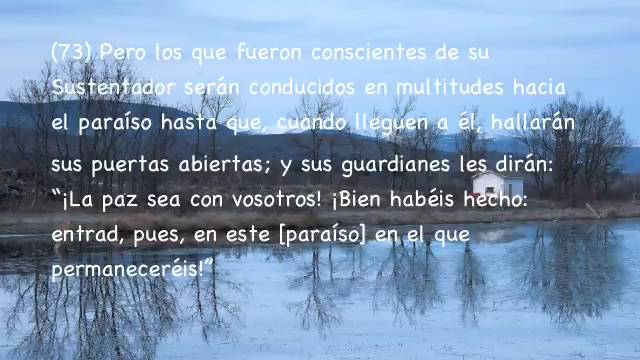 (73) Pero los que fueron conscientes de su
Sustentador serán conducidos en multitudes hacia
el paraíso hasta que, cuando lleguen a él, hallarán
sus puertas abiertas; y sus guardianes les dirán:
“¡La paz sea con vosotros! ¡Bien habéis hecho:
entrad, pues, en este [paraíso] en el que
permaneceréis!”